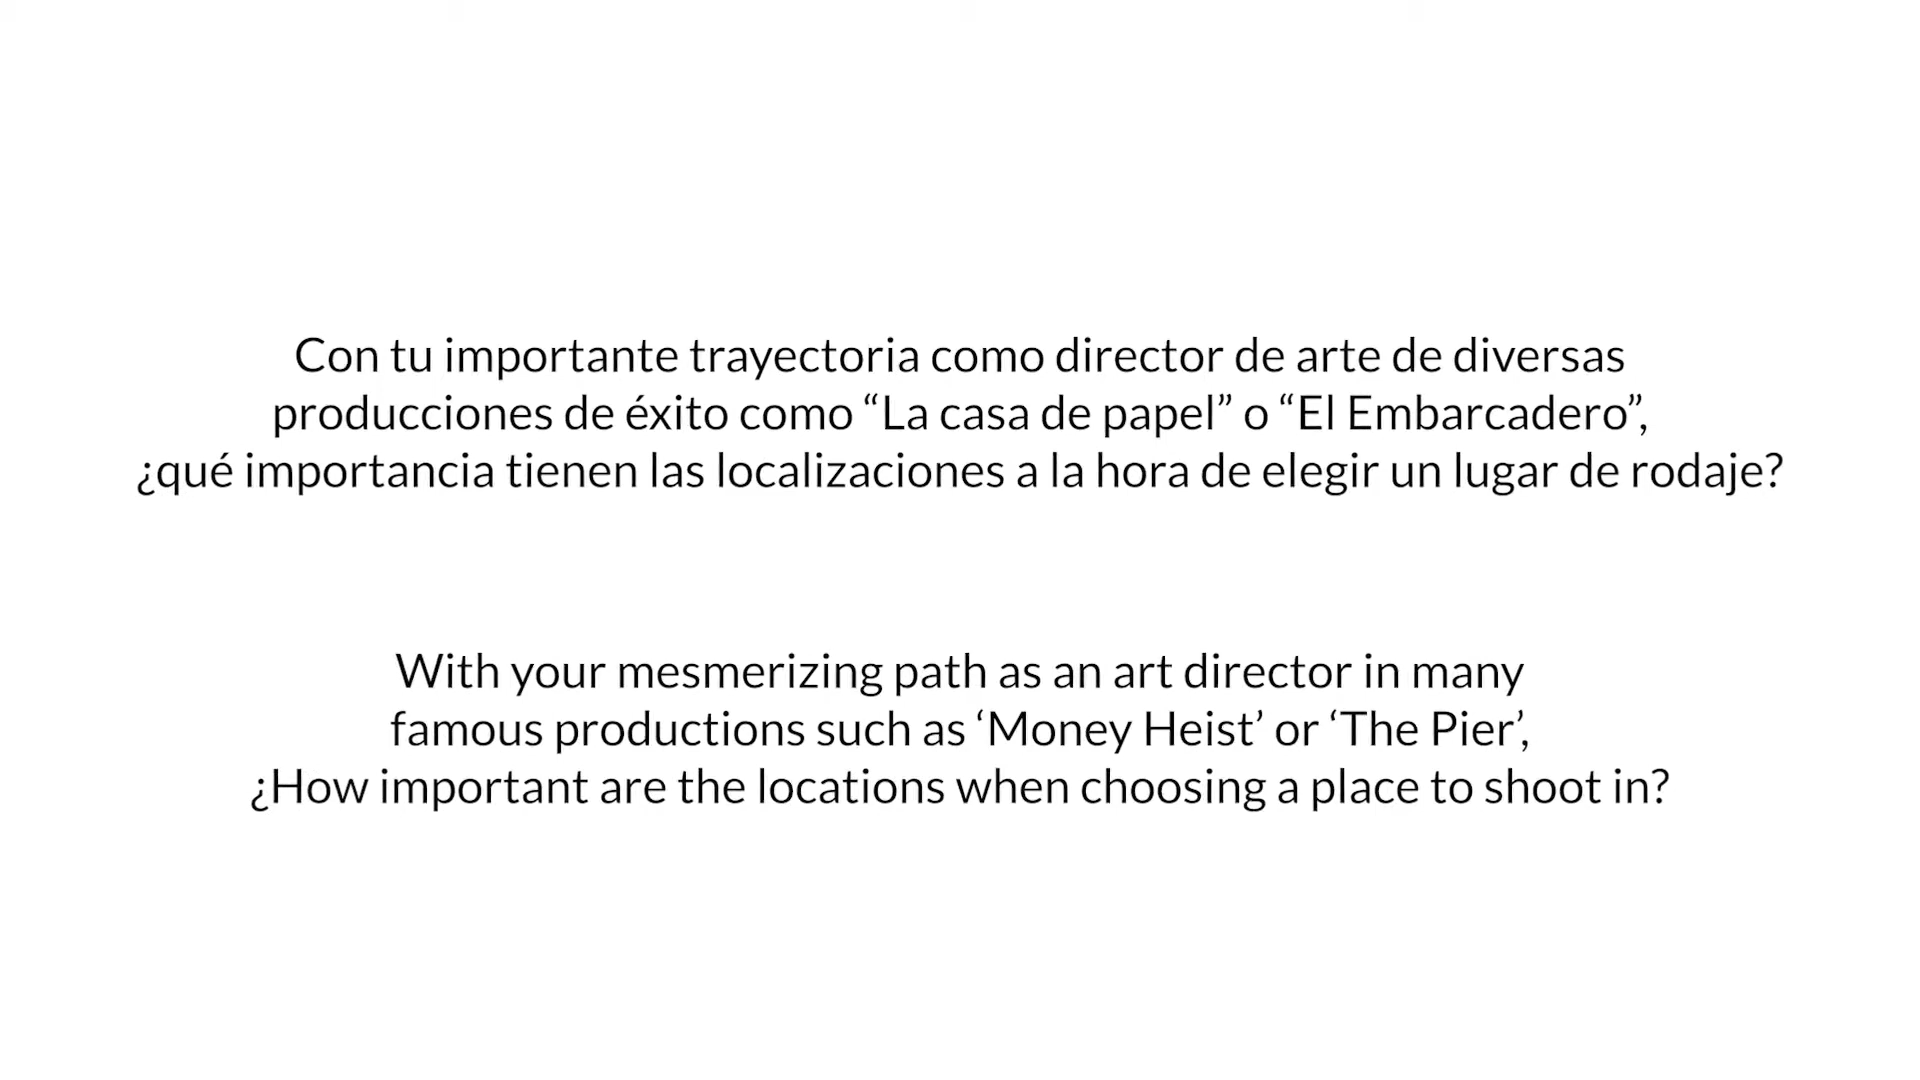 Con tu importante trayectoria como director de arte de diversas
producciones de éxito como “La casa de papel” o “El Embarcadero”,
¿qué importancia tienen las localizaciones a la hora de elegir un lugar de rodaje?
With your mesmerizing path as an art director in many
famous productions such as ‘Money Heist’ or ‘The Pier’,
¿How important are the locations when choosing a place to shoot in?